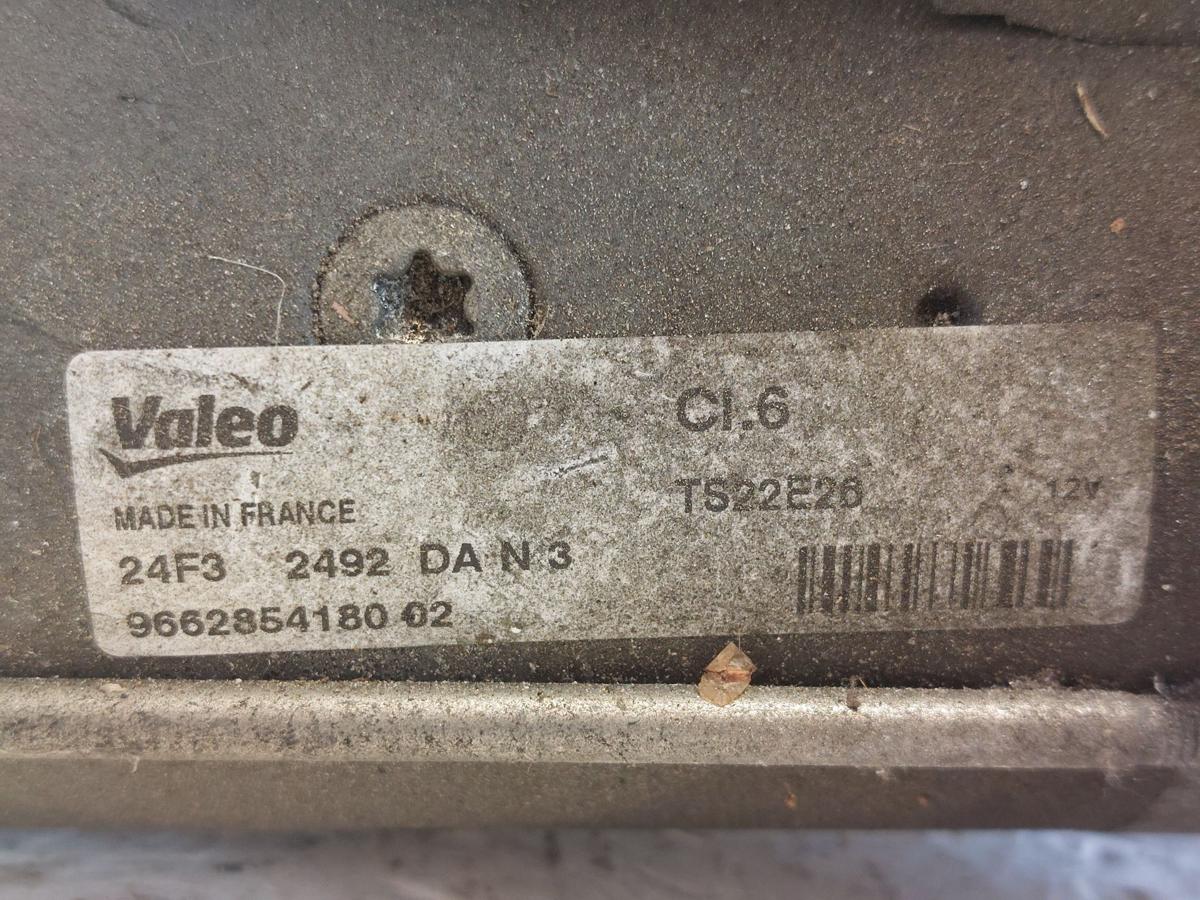 Valeo
Cl.6
MADE IN FRANCE
TS22E26 12v
24F3 2492 DA N 3
9662854180 02